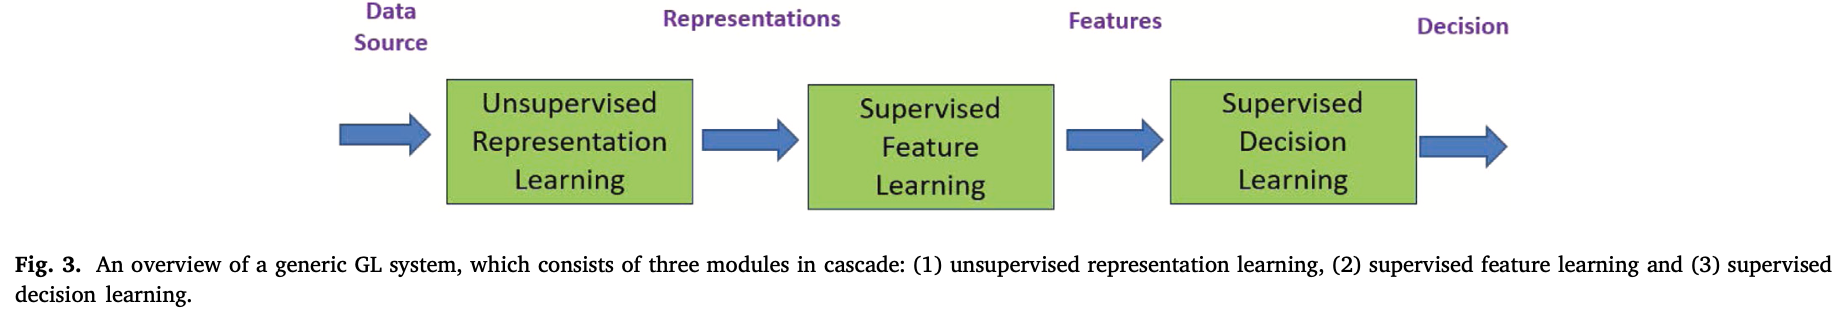 Data
Source
Representations
Features
Decision
Unsupervised
Representation
Learning
Supervised
Feature
Learning
Supervised
Decision
Learning
Fig. 3. An overview of a generic GL system, which consists of three modules in cascade: (1) unsupervised representation learning, (2) supervised feature learning and (3) supervised
decision learning.